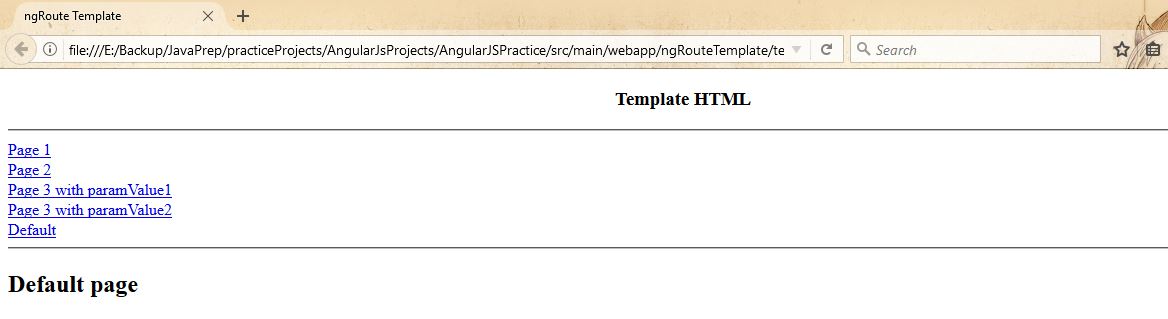 ngRoute Template
file:///E:/Backup/JavaPrep/practiceProjects/AngularJsProjects/AngularJSPractice/src/main/webapp/ngRouteTemplate/te
Search
Template HTML
Page 1
Page 2
Page 3 with paramValue1
Page 3 with paramValue2
Default
Default page